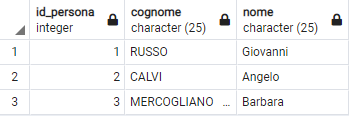 id_persona cognome nome
integer character (25) character (25)
1 1 RUSSO Giovanni
2 2 CALVI Angelo
3 3 MERCOGLIANO ... Barbara